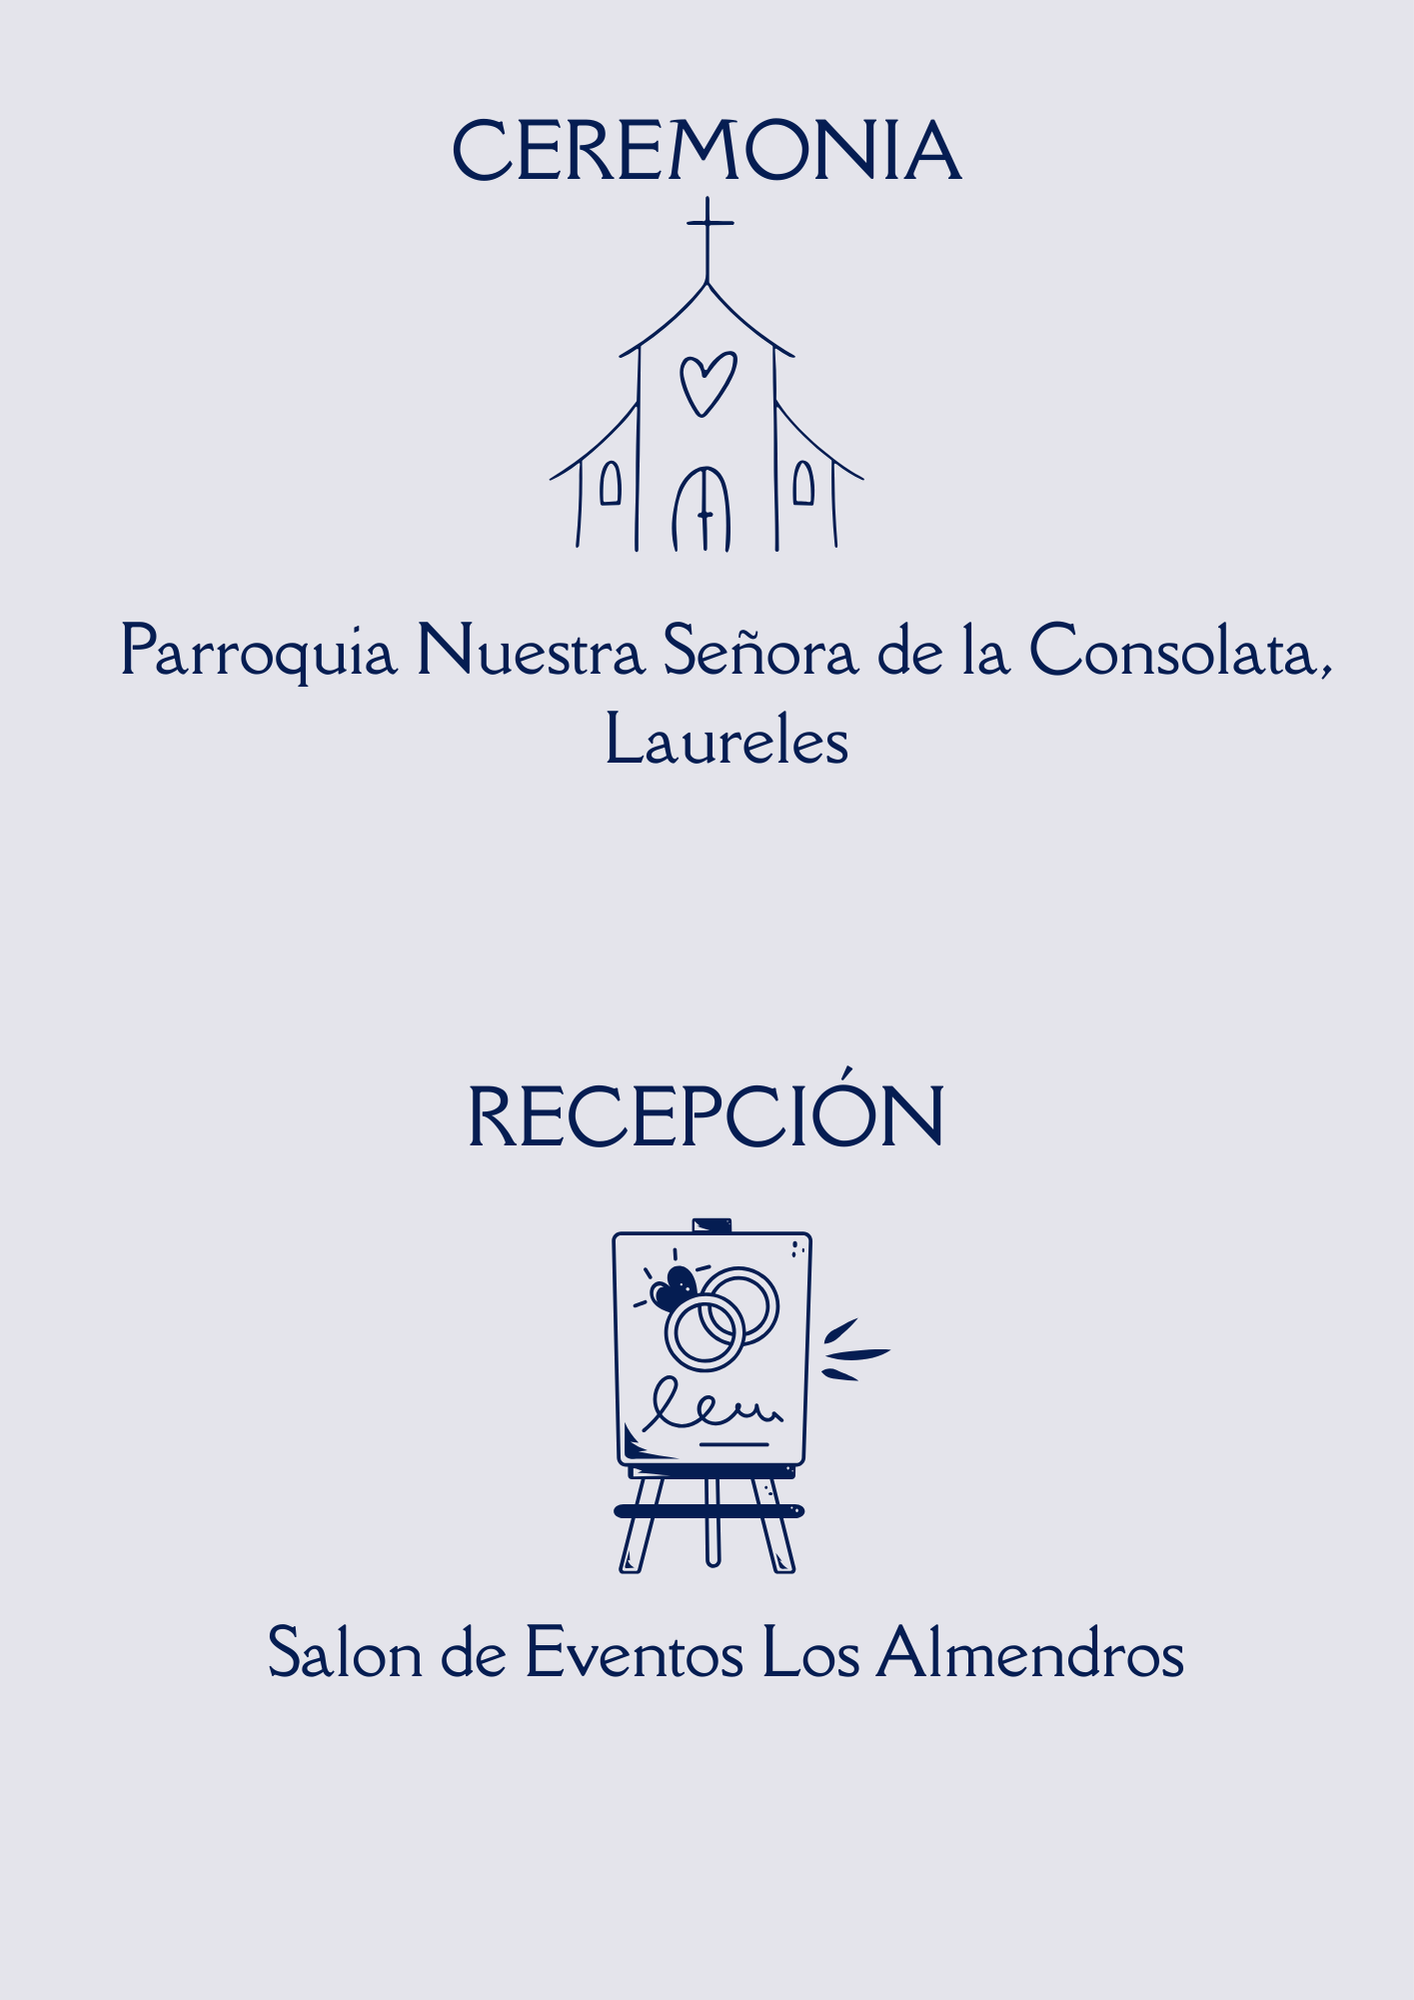 CEREMONIA
Parroquia Nuestra Señora de la Consolata,
Laureles
RECEPCIÓN
Salon de Eventos Los Almendros